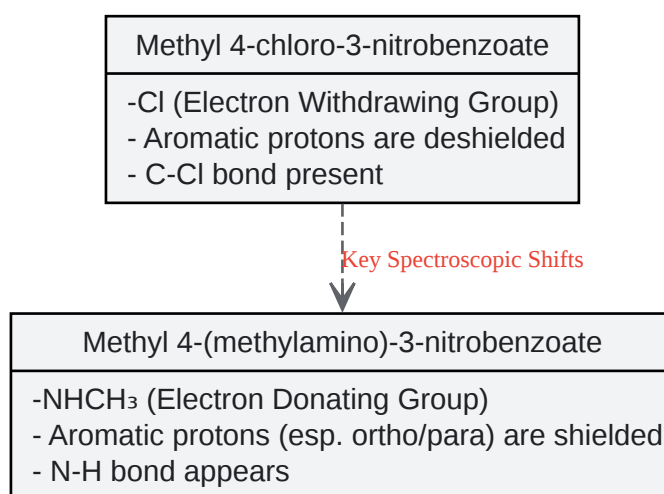 Methyl 4-chloro-3-nitrobenzoate
-Cl (Electron Withdrawing Group)
- Aromatic protons are deshielded
- C-Cl bond present
Key Spectroscopic Shifts
Methyl 4-(methylamino)-3-nitrobenzoate
-NHCH₃ (Electron Donating Group)
- Aromatic protons (esp. ortho/para) are shielded
- N-H bond appears